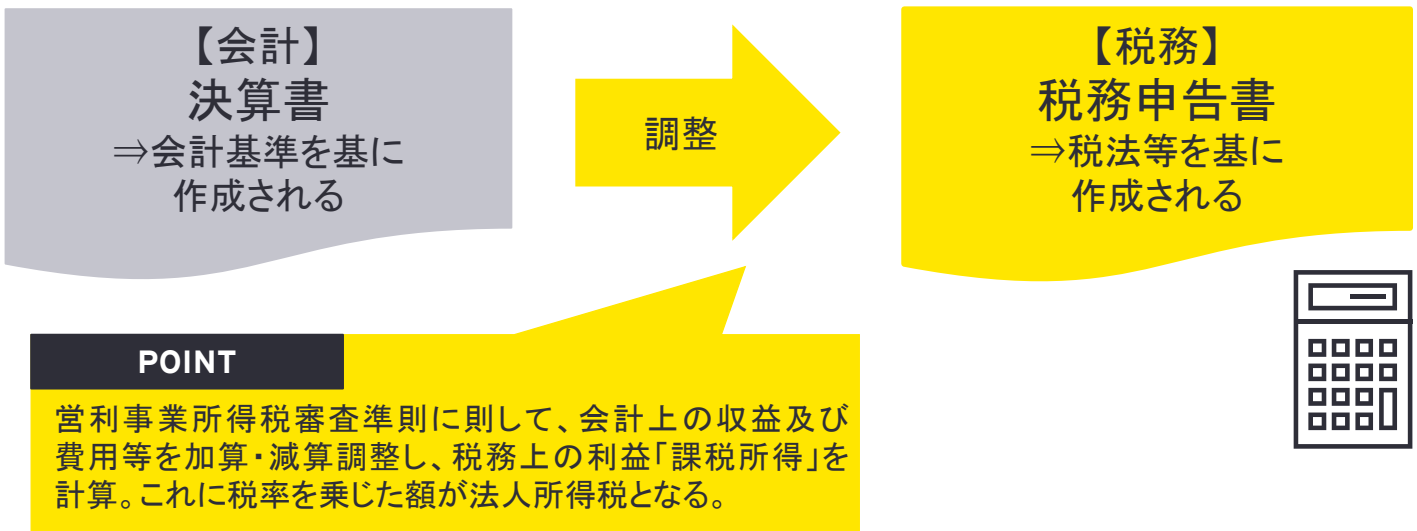 【会計】
決算書
⇒会計基準を基に
作成される
調整
【税務】
税務申告書
⇒税法等を基に
作成される
POINT
営利事業所得税審査準則に則して、会計上の収益及び
費用等を加算・減算調整し、税務上の利益「課税所得」を
計算。これに税率を乗じた額が法人所得税となる。